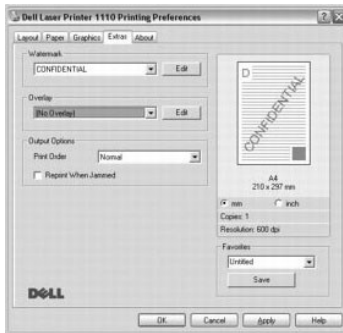 Dell Laser Printer 1110 Printing Preferences
Layout Paper Graphics Extras About
Watermark
CONFIDENTIAL
Edit
Overlay
(No Overlay)
Edit
Output Options
Print Order
Normal
Reprint When Jammed
D
CONFIDENTIAL
A4
210 x 297 mm
mm inch
Copies: 1
Resolution: 600 dpi
Favorites
Untitled
Save
DELL
OK Cancel Apply Help